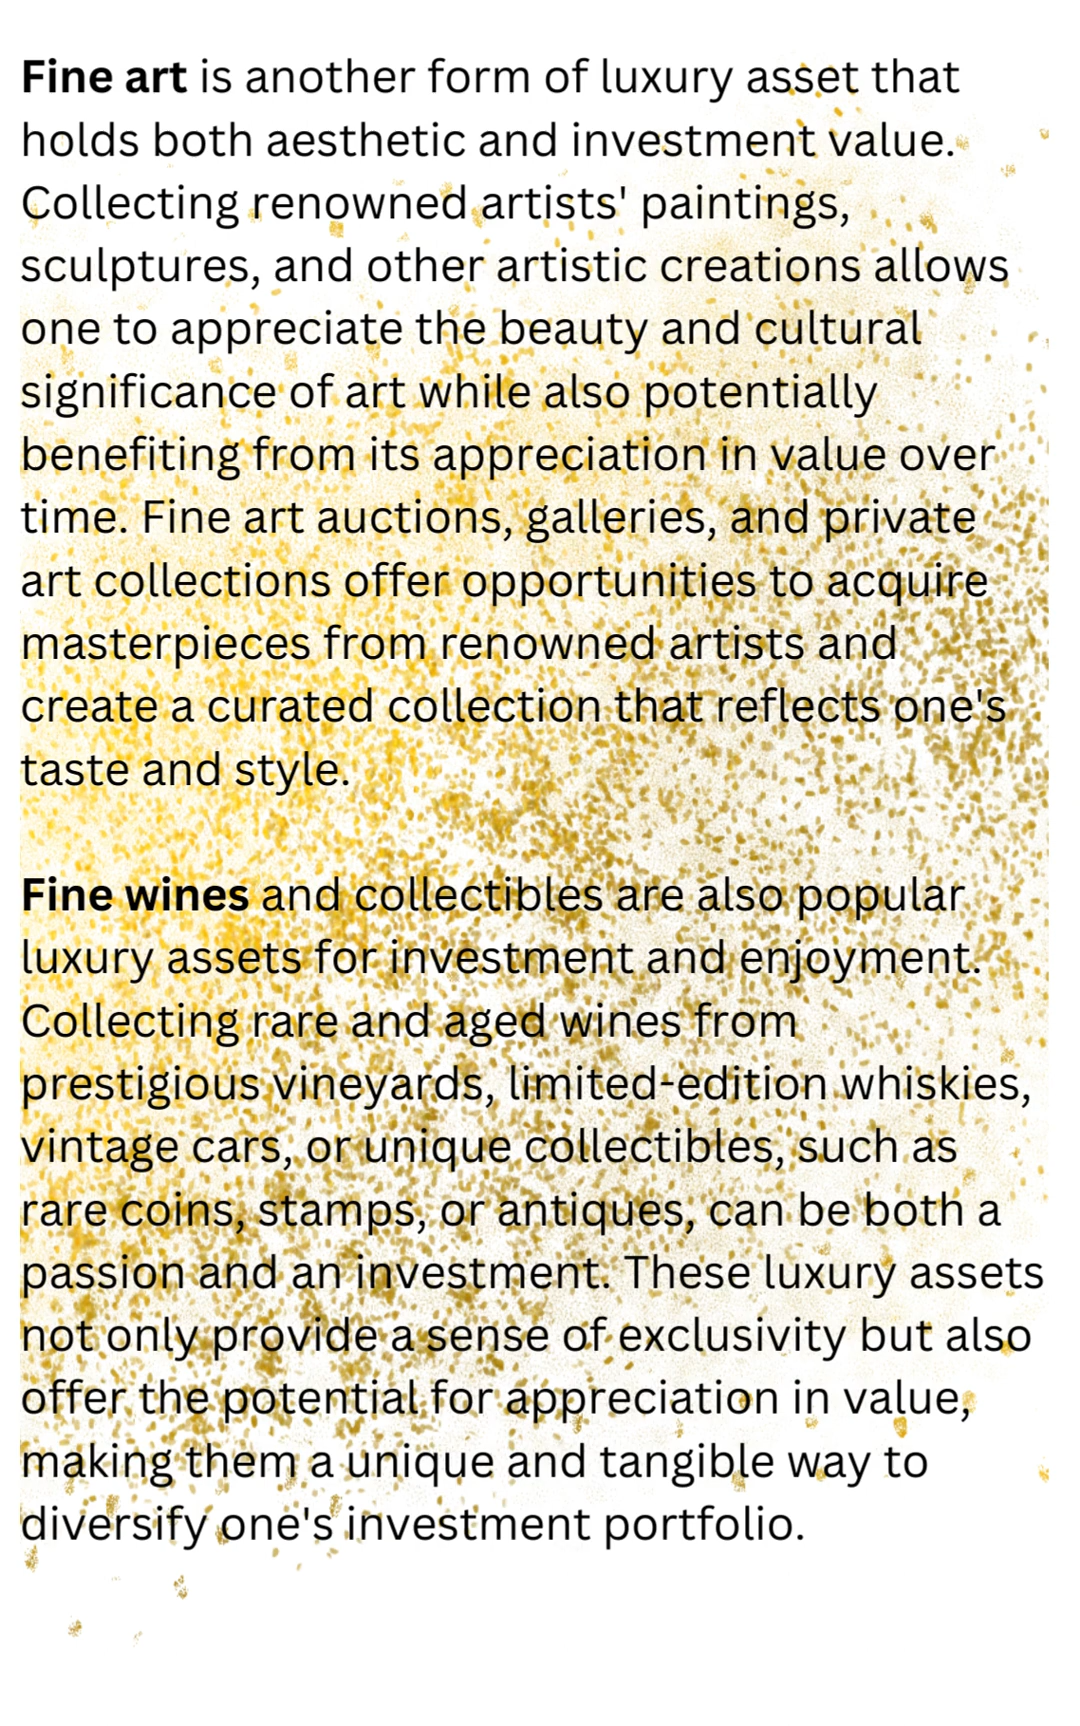 Fine art is another form of luxury asset that
holds both aesthetic and investment value.
Collecting renowned artists' paintings,
sculptures, and other artistic creations allows
one to appreciate the beauty and cultural
significance of art while also potentially
benefiting from its appreciation in value over
time. Fine art auctions, galleries, and private
art collections offer opportunities to acquire
masterpieces from renowned artists and
create a curated collection that reflects one's
taste and style.
Fine wines and collectibles are also popular
luxury assets for investment and enjoyment.
Collecting rare and aged wines from
prestigious vineyards, limited-edition whiskies,
vintage cars, or unique collectibles, such as
rare coins, stamps, or antiques, can be both a
passion and an investment. These luxury assets
not only provide a sense of exclusivity but also
offer the potential for appreciation in value,
making them a unique and tangible way to
diversify one's investment portfolio.